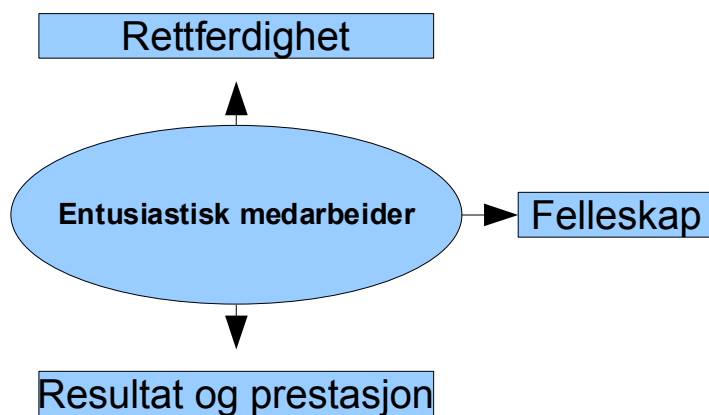 Rettferdighet
Entusiastisk medarbeider
Felleskap
Resultat og prestasjon